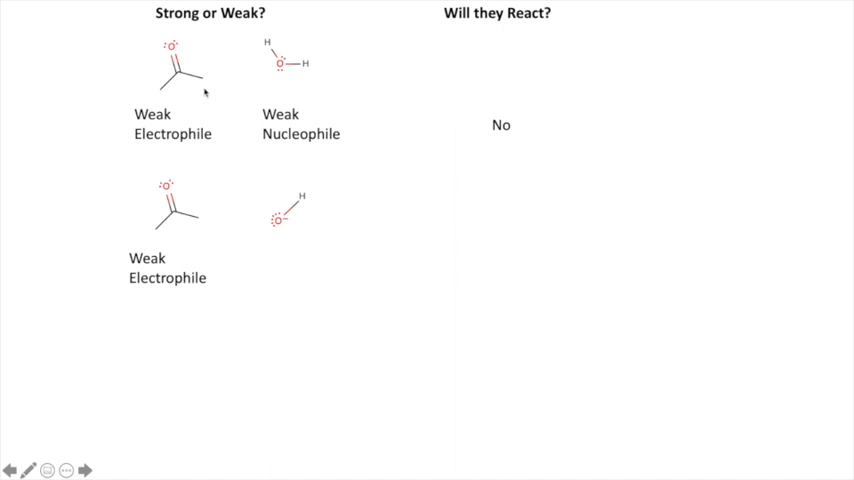 Strong or Weak?
Will they React?
:Ö:
H
Ö
H
Weak
Electrophile
Weak
Nucleophile
No
:Ö:
H
O−
Weak
Electrophile